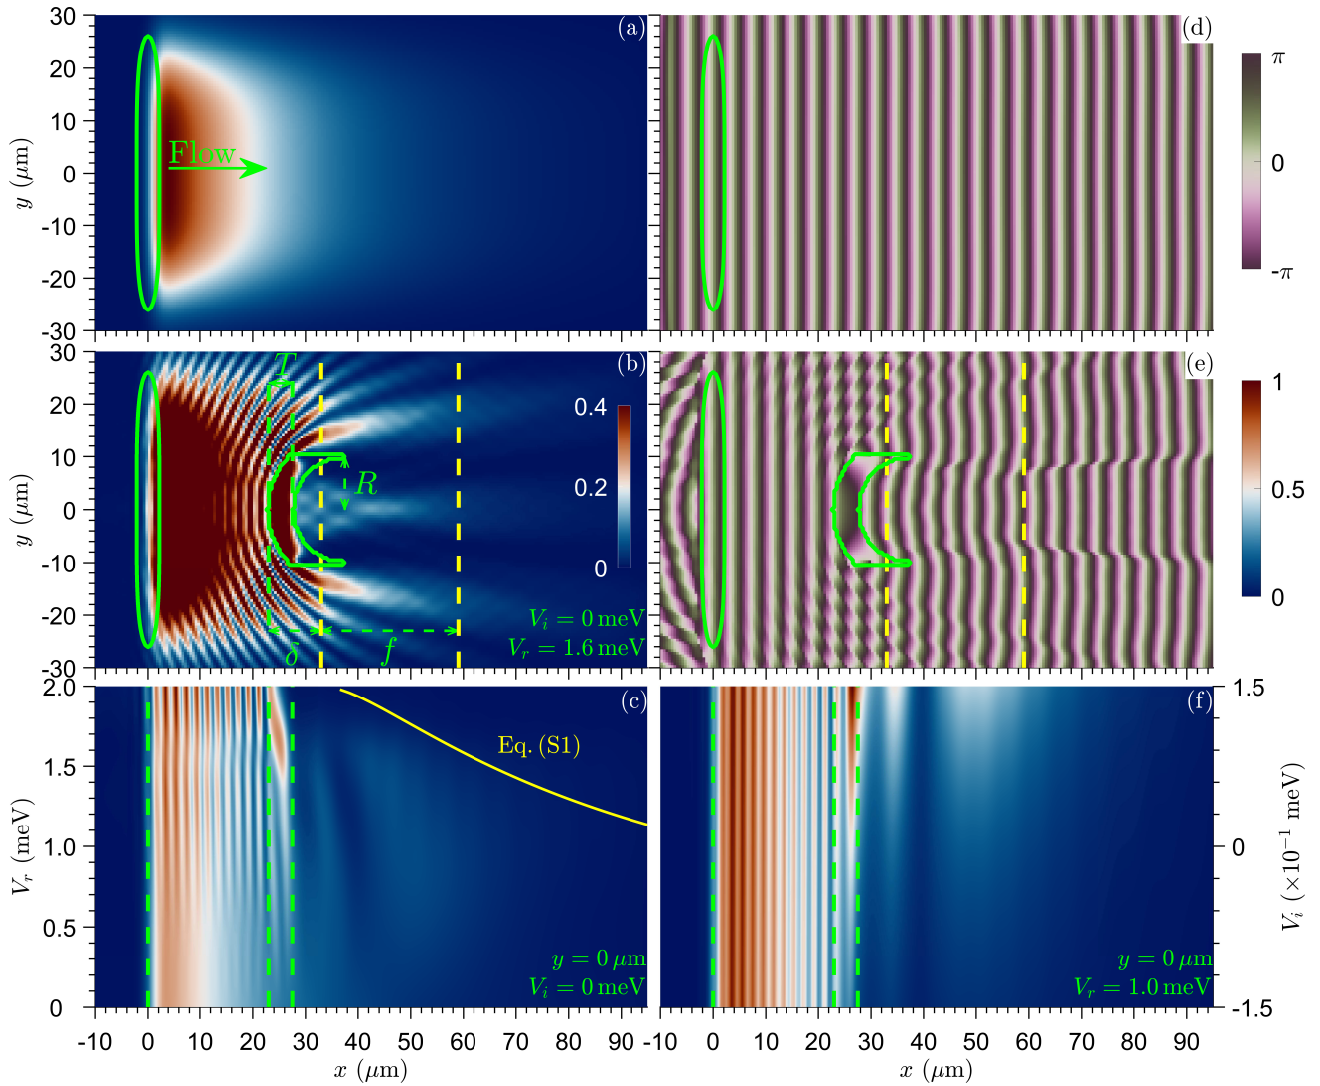 30
20
10
0
-10
-20
-30
y (μm)
(a)
Flow
(d)
π
0
-π
30
20
10
0
-10
-20
-30
y (μm)
T
(b)
0.4
0.2
0
R
V_i = 0 meV
V_r = 1.6 meV
δ
f
(e)
1
0.5
0
2.0
1.5
1.0
0.5
0
V_r (meV)
(c)
Eq. (S1)
y = 0 μm
V_i = 0 meV
(f)
y = 0 μm
V_r = 1.0 meV
1.5
0
-1.5
V_i (×10⁻¹ meV)
-10 0 10 20 30 40 50 60 70 80 90
-10 0 10 20 30 40 50 60 70 80 90
x (μm)
x (μm)